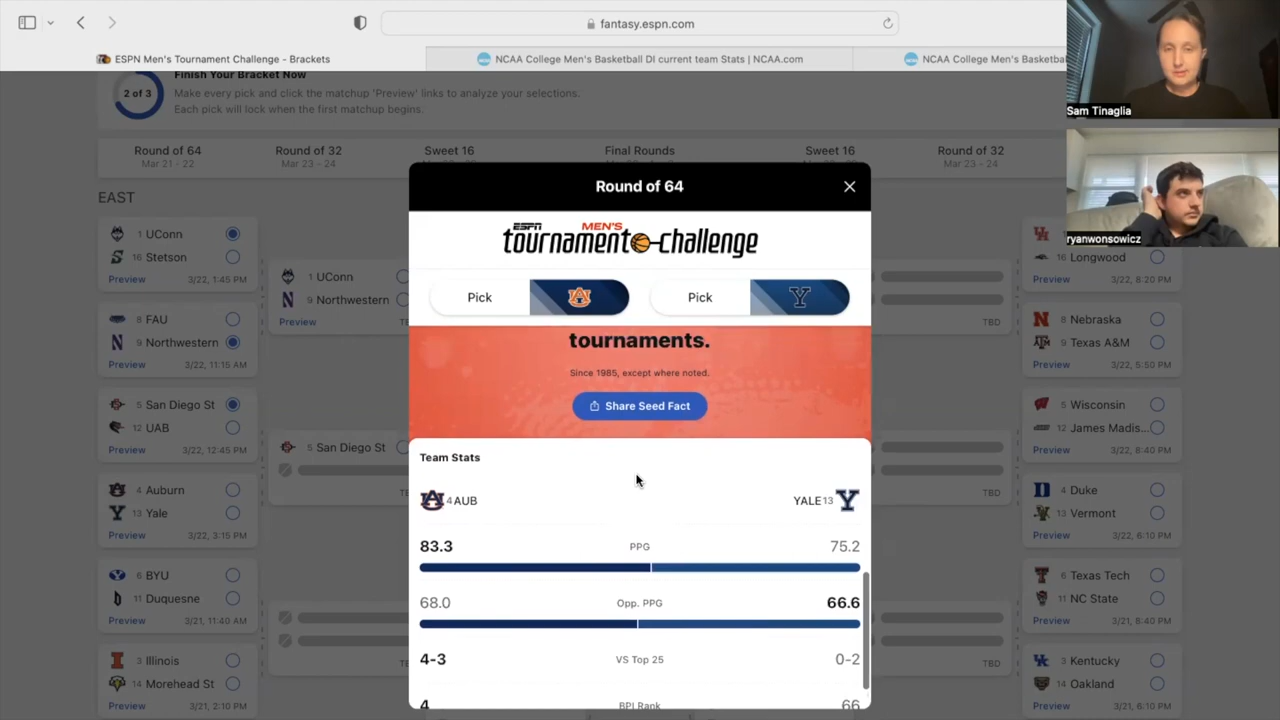 fantasy.espn.com
ESPN Men's Tournament Challenge - Brackets
NCAA College Men's Basketball DI current team Stats | NCAA.com
NCAA College Men's Basketba
Sam Tinaglia
ryanwonsowicz
2 of 3
Finish Your Bracket Now
Make every pick and click the matchup 'Preview' links to analyze your selections.
Each pick will lock when the first matchup begins.
Round of 64
Mar 21 - 22
Round of 32
Mar 23 - 24
Sweet 16
Final Rounds
Sweet 16
Round of 32
Mar 23 - 24
EAST
1 UConn
16 Stetson
Preview 3/22, 1:45 PM
8 FAU
9 Northwestern
Preview 3/22, 11:15 AM
5 San Diego St
12 UAB
Preview 3/22, 12:45 PM
4 Auburn
13 Yale
Preview 3/22, 3:15 PM
6 BYU
11 Duquesne
Preview 3/21, 11:40 AM
3 Illinois
14 Morehead St
Preview 3/21, 2:10 PM
1 UConn
9 Northwestern
Preview
5 San Diego St
Round of 64
ESPN MEN'S
tournament challenge
Pick
Pick
tournaments.
Since 1985, except where noted.
Share Seed Fact
Team Stats
4 AUB
YALE 13
83.3 PPG 75.2
68.0 Opp. PPG 66.6
4-3 VS Top 25 0-2
4 BPI Rank 66
TBD
TBD
TBD
16 Longwood
Preview 3/22, 8:20 PM
8 Nebraska
9 Texas A&M
Preview 3/22, 5:50 PM
5 Wisconsin
12 James Madis...
Preview 3/22, 8:40 PM
4 Duke
13 Vermont
Preview 3/22, 6:10 PM
6 Texas Tech
11 NC State
Preview 3/21, 8:40 PM
3 Kentucky
14 Oakland
Preview 3/21, 6:10 PM